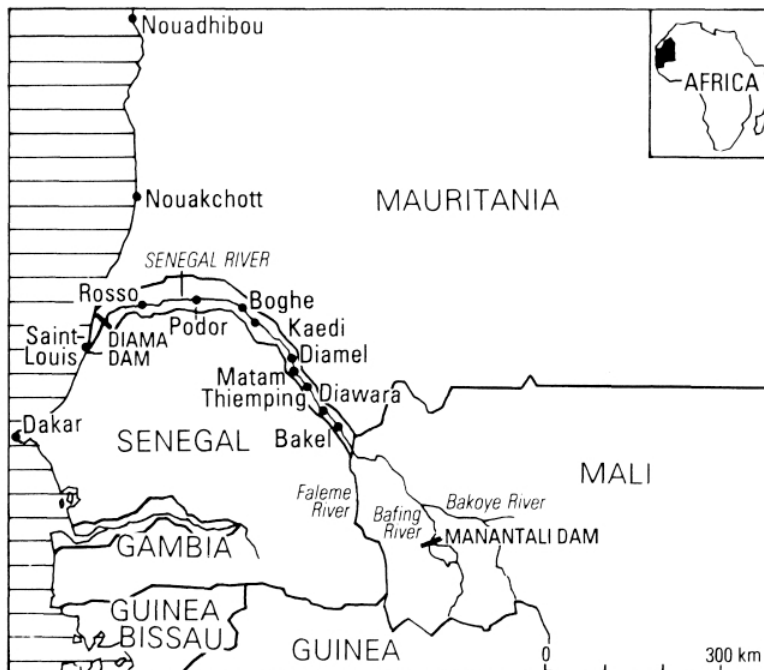 Nouadhibou
AFRICA
Nouakchott
MAURITANIA
SENEGAL RIVER
Rosso
Boghe
Podor
Kaedi
Saint-
Louis
DIAMA
DAM
Diamel
Matam
Thiemping
Diawara
Dakar
SENEGAL
Bakel
MALI
Faleme
River
Bafing
River
Bakoye River
MANANTALI DAM
GAMBIA
GUINEA
BISSAU
GUINEA
0 300 km